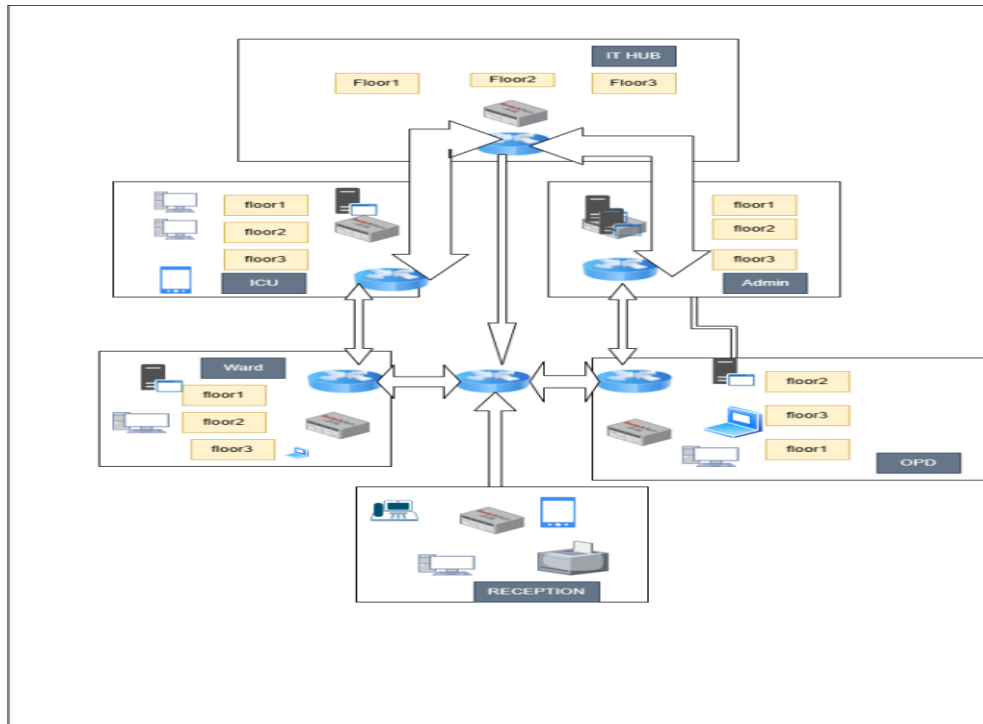 IT HUB
Floor1
Floor2
Floor3
floor1
floor2
floor3
ICU
floor1
floor2
floor3
Admin
Ward
floor1
floor2
floor3
floor2
floor3
floor1
OPD
RECEPTION